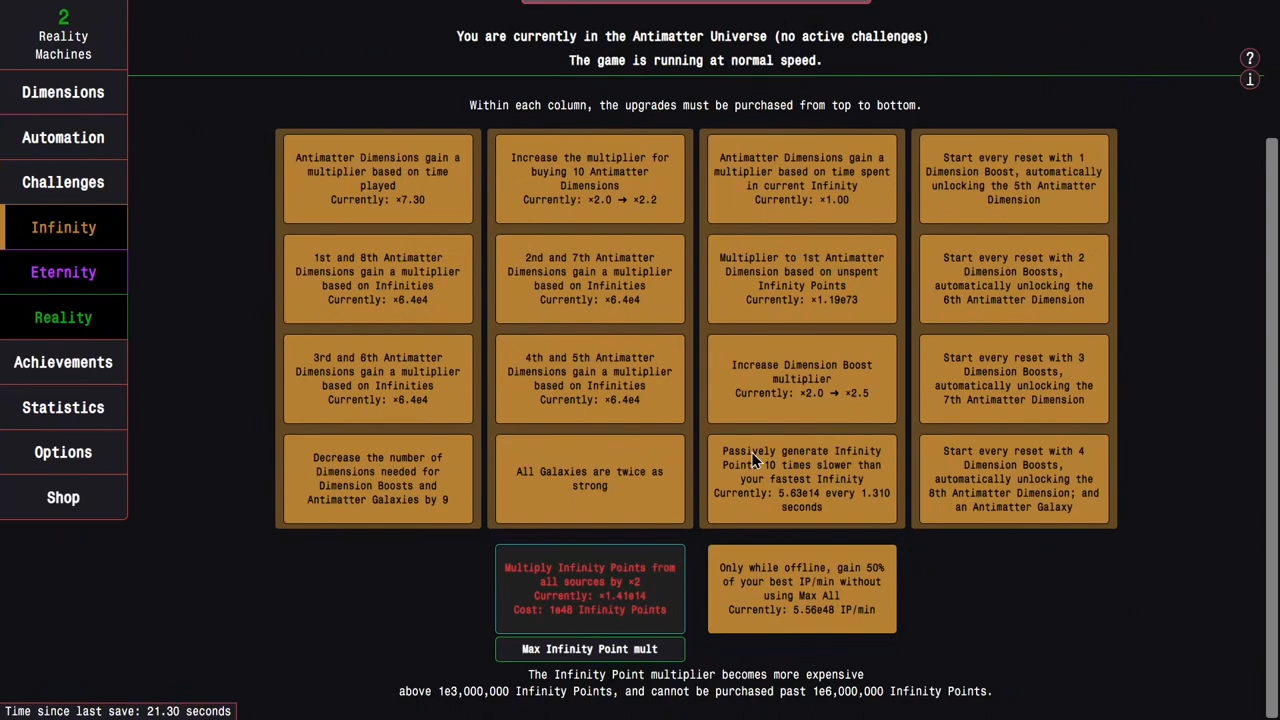 2
Reality
Machines
Dimensions
Automation
Challenges
Infinity
Eternity
Reality
Achievements
Statistics
Options
Shop
You are currently in the Antimatter Universe (no active challenges)
The game is running at normal speed.
?
i
Within each column, the upgrades must be purchased from top to bottom.
Antimatter Dimensions gain a
multiplier based on time
played
Currently: ×7.30
Increase the multiplier for
buying 10 Antimatter
Dimensions
Currently: ×2.0 ➜ ×2.2
Antimatter Dimensions gain a
multiplier based on time spent
in current Infinity
Currently: ×1.00
Start every reset with 1
Dimension Boost, automatically
unlocking the 5th Antimatter
Dimension
1st and 8th Antimatter
Dimensions gain a multiplier
based on Infinities
Currently: ×6.4e4
2nd and 7th Antimatter
Dimensions gain a multiplier
based on Infinities
Currently: ×6.4e4
Multiplier to 1st Antimatter
Dimension based on unspent
Infinity Points
Currently: ×1.19e73
Start every reset with 2
Dimension Boosts,
automatically unlocking the
6th Antimatter Dimension
3rd and 6th Antimatter
Dimensions gain a multiplier
based on Infinities
Currently: ×6.4e4
4th and 5th Antimatter
Dimensions gain a multiplier
based on Infinities
Currently: ×6.4e4
Increase Dimension Boost
multiplier
Currently: ×2.0 ➜ ×2.5
Start every reset with 3
Dimension Boosts,
automatically unlocking the
7th Antimatter Dimension
Decrease the number of
Dimensions needed for
Dimension Boosts and
Antimatter Galaxies by 9
All Galaxies are twice as
strong
Passively generate Infinity
Points 10 times slower than
your fastest Infinity
Currently: 5.63e14 every 1.310
seconds
Start every reset with 4
Dimension Boosts,
automatically unlocking the
8th Antimatter Dimension; and
an Antimatter Galaxy
Multiply Infinity Points from
all sources by ×2
Currently: ×1.41e14
Cost: 1e48 Infinity Points
Only while offline, gain 50%
of your best IP/min without
using Max All
Currently: 5.56e48 IP/min
Max Infinity Point mult
The Infinity Point multiplier becomes more expensive
above 1e3,000,000 Infinity Points, and cannot be purchased past 1e6,000,000 Infinity Points.
Time since last save: 21.30 seconds